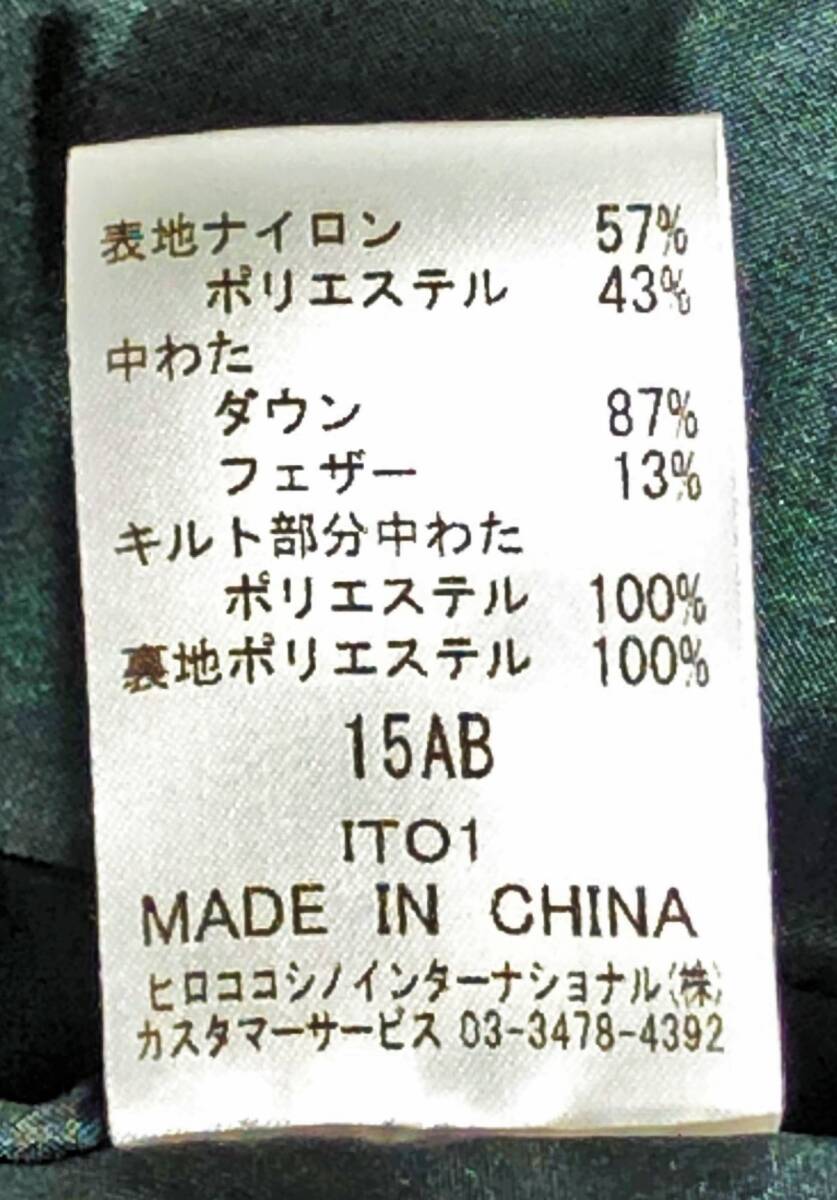 表地ナイロン 57%
ポリエステル 43%
中わた
ダウン 87%
フェザー 13%
キルト部分中わた
ポリエステル 100%
裏地ポリエステル 100%
15AB
ITO1
MADE IN CHINA
ヒロココシノインターナショナル(株)
カスタマーサービス 03-3478-4392